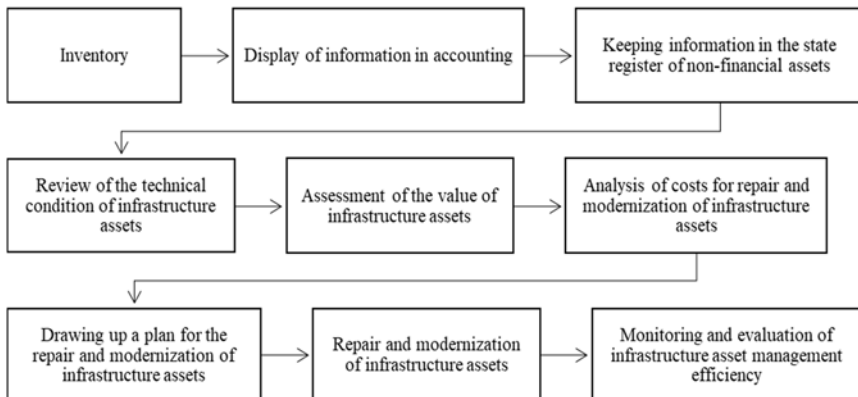 Inventory
Display of information in accounting
Keeping information in the state
register of non-financial assets
Review of the technical
condition of infrastructure
assets
Assessment of the value of
infrastructure assets
Analysis of costs for repair and
modernization of infrastructure
assets
Drawing up a plan for the
repair and modernization of
infrastructure assets
Repair and modernization
of infrastructure assets
Monitoring and evaluation of
infrastructure asset management
efficiency